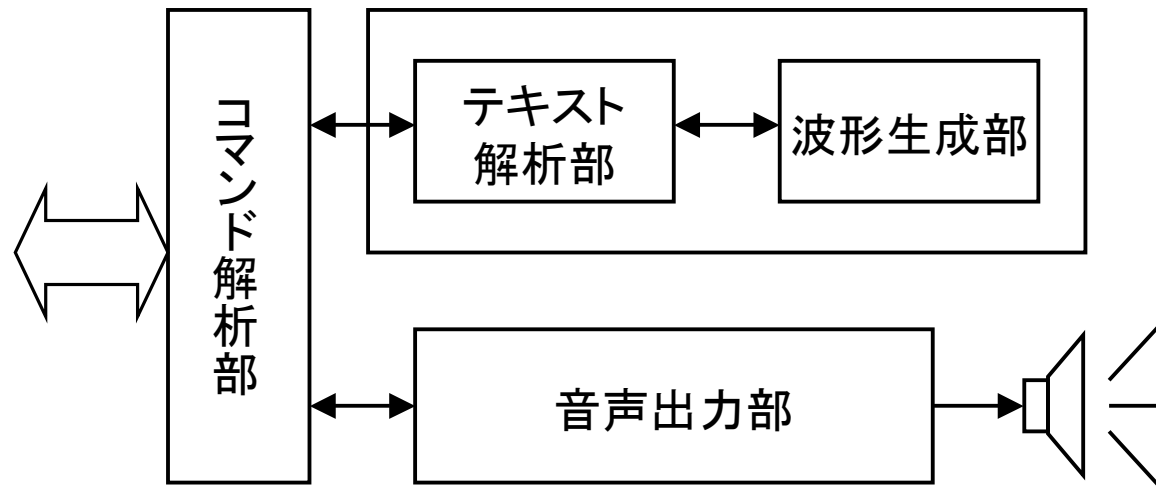 コマンド解析部
テキスト
解析部
波形生成部
音声出力部